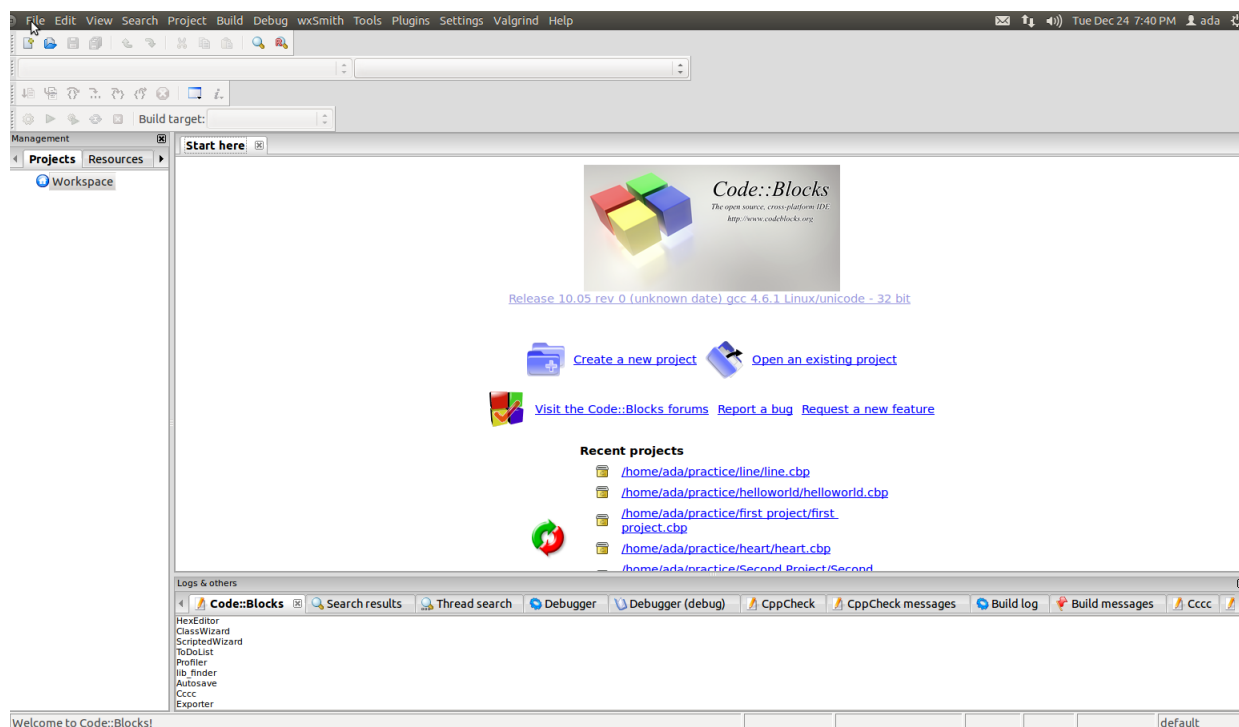 File Edit View Search Project Build Debug wxSmith Tools Plugins Settings Valgrind Help Tue Dec 24 7:40 PM ada
Build target:
Management
Projects Resources
Workspace
Start here
Code::Blocks
The open source, cross-platform IDE
http://www.codeblocks.org
Release 10.05 rev 0 (unknown date) gcc 4.6.1 Linux/unicode - 32 bit
Create a new project Open an existing project
Visit the Code::Blocks forums Report a bug Request a new feature
Recent projects
/home/ada/practice/line/line.cbp
/home/ada/practice/helloworld/helloworld.cbp
/home/ada/practice/first project/first
project.cbp
/home/ada/practice/heart/heart.cbp
/home/ada/practice/Second Project/Second
Logs & others
Code::Blocks Search results Thread search Debugger Debugger (debug) CppCheck CppCheck messages Build log Build messages Cccc
HexEditor
ClassWizard
ScriptedWizard
ToDoList
Profiler
lib_finder
Autosave
Cccc
Exporter
Welcome to Code::Blocks! default